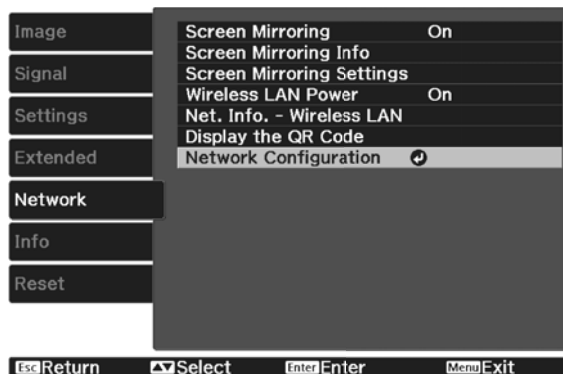 Image
Signal
Settings
Extended
Network
Info
Reset
Screen Mirroring On
Screen Mirroring Info
Screen Mirroring Settings
Wireless LAN Power On
Net. Info. - Wireless LAN
Display the QR Code
Network Configuration
Esc Return Select Enter Enter Menu Exit